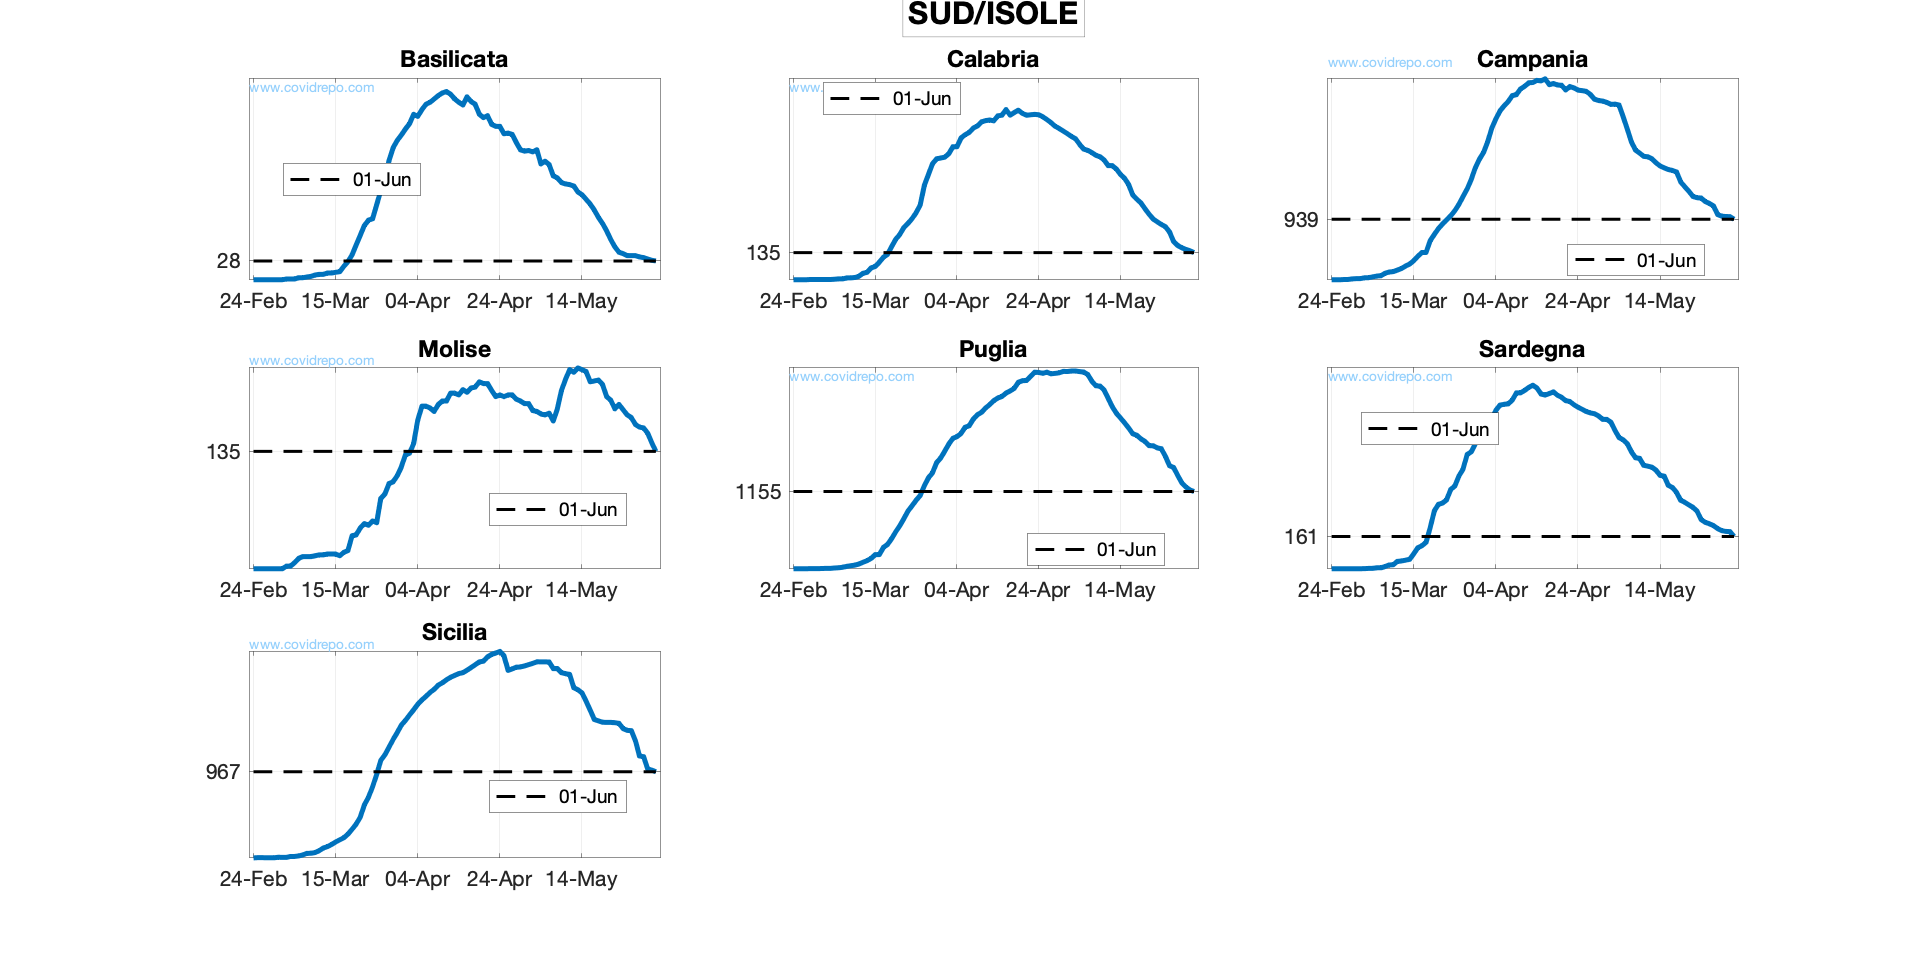 SUD/ISOLE
Basilicata
www.covidrepo.com
01-Jun
28
24-Feb 15-Mar 04-Apr 24-Apr 14-May
Calabria
www.
01-Jun
135
24-Feb 15-Mar 04-Apr 24-Apr 14-May
Campania
www.covidrepo.com
939
01-Jun
24-Feb 15-Mar 04-Apr 24-Apr 14-May
Molise
www.covidrepo.com
135
01-Jun
24-Feb 15-Mar 04-Apr 24-Apr 14-May
Puglia
www.covidrepo.com
1155
01-Jun
24-Feb 15-Mar 04-Apr 24-Apr 14-May
Sardegna
www.covidrepo.com
01-Jun
161
24-Feb 15-Mar 04-Apr 24-Apr 14-May
Sicilia
www.covidrepo.com
967
01-Jun
24-Feb 15-Mar 04-Apr 24-Apr 14-May